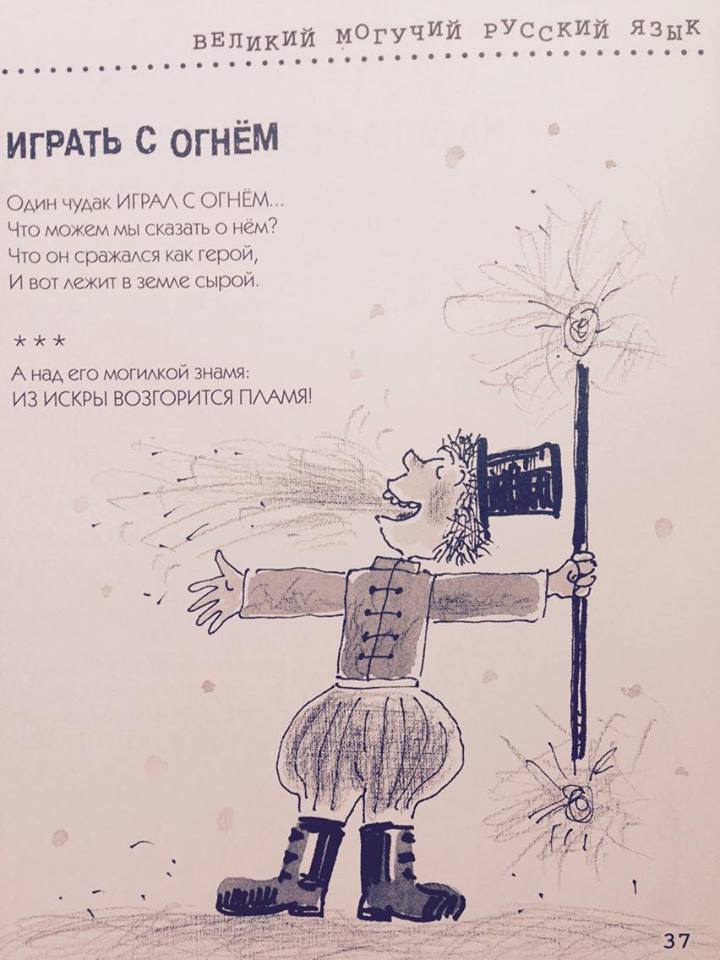 ВЕЛИКИЙ МОГУЧИЙ РУССКИЙ ЯЗЫК
ИГРАТЬ С ОГНЁМ
Один чудак ИГРАЛ С ОГНЁМ...
Что можем мы сказать о нём?
Что он сражался как герой,
И вот лежит в земле сырой.
* * *
А над его могилкой знамя:
ИЗ ИСКРЫ ВОЗГОРИТСЯ ПЛАМЯ!
37